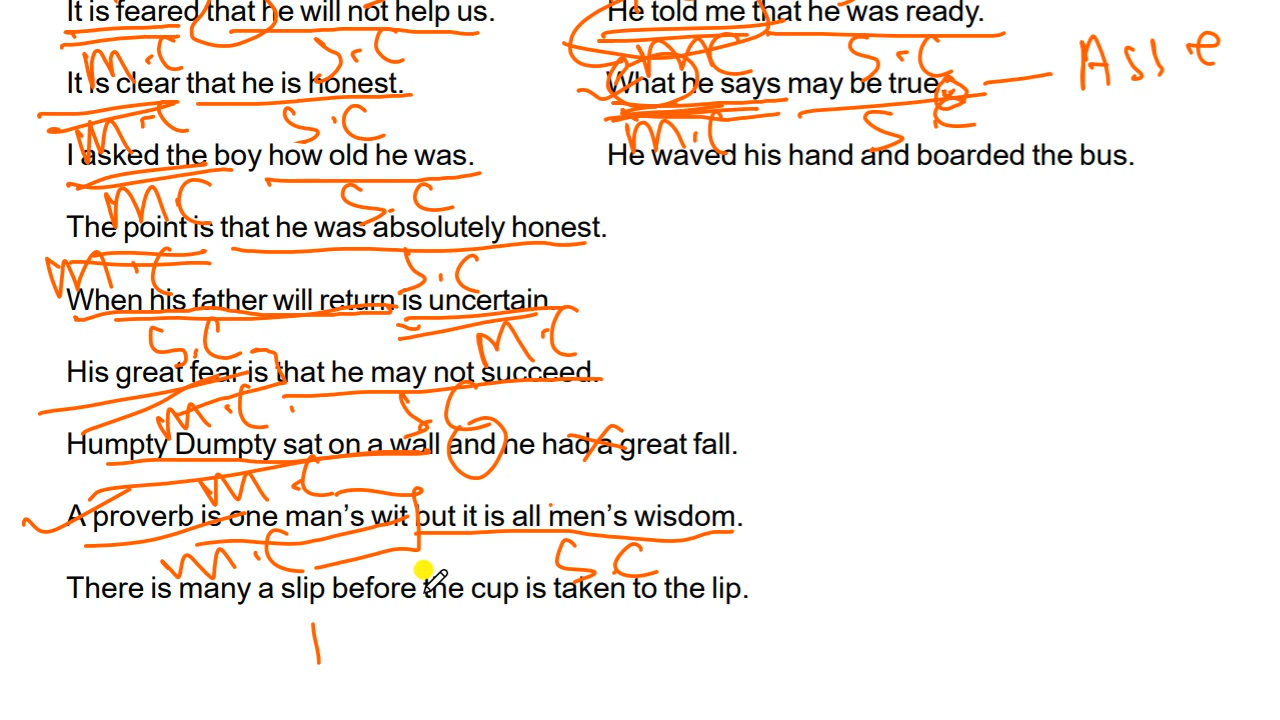 It is feared that he will not help us.
M.C S.C
It is clear that he is honest.
M.C S.C
I asked the boy how old he was.
MC S.C
The point is that he was absolutely honest.
M.C S.C
When his father will return is uncertain.
S.C M.C
His great fear is that he may not succeed.
M.C. S.C
Humpty Dumpty sat on a wall and he had a great fall.
M.C
A proverb is one man's wit but it is all men's wisdom.
M.C S.C
There is many a slip before the cup is taken to the lip.
He told me that he was ready.
MC S.C
What he says may be true.
Asse
M.C S C
He waved his hand and boarded the bus.